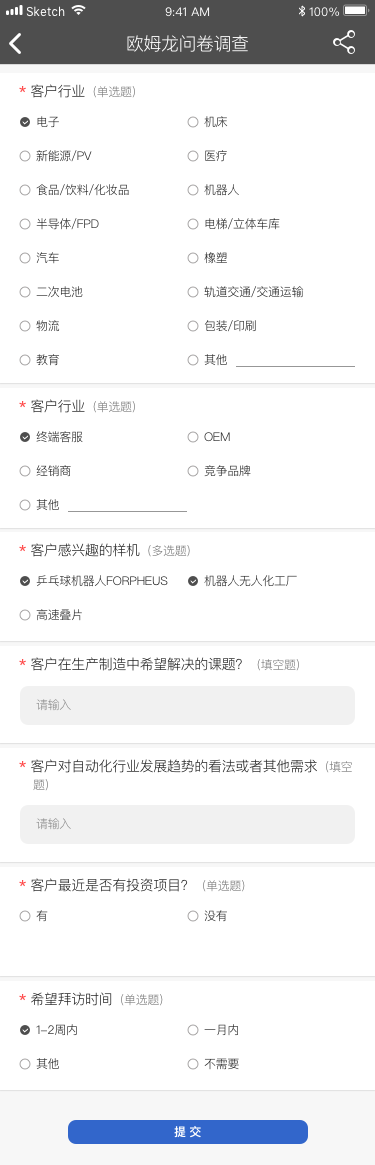 Sketch 9:41 AM 100%
欧姆龙问卷调查
* 客户行业 (单选题)
电子 机床
新能源/PV 医疗
食品/饮料/化妆品 机器人
半导体/FPD 电梯/立体车库
汽车 橡塑
二次电池 轨道交通/交通运输
物流 包装/印刷
教育 其他
* 客户行业 (单选题)
终端客服 OEM
经销商 竞争品牌
其他
* 客户感兴趣的样机 (多选题)
乒乓球机器人FORPHEUS 机器人无人化工厂
高速叠片
* 客户在生产制造中希望解决的课题? (填空题)
请输入
* 客户对自动化行业发展趋势的看法或者其他需求 (填空
题)
请输入
* 客户最近是否有投资项目? (单选题)
有 没有
* 希望拜访时间 (单选题)
1-2周内 一月内
其他 不需要
提 交